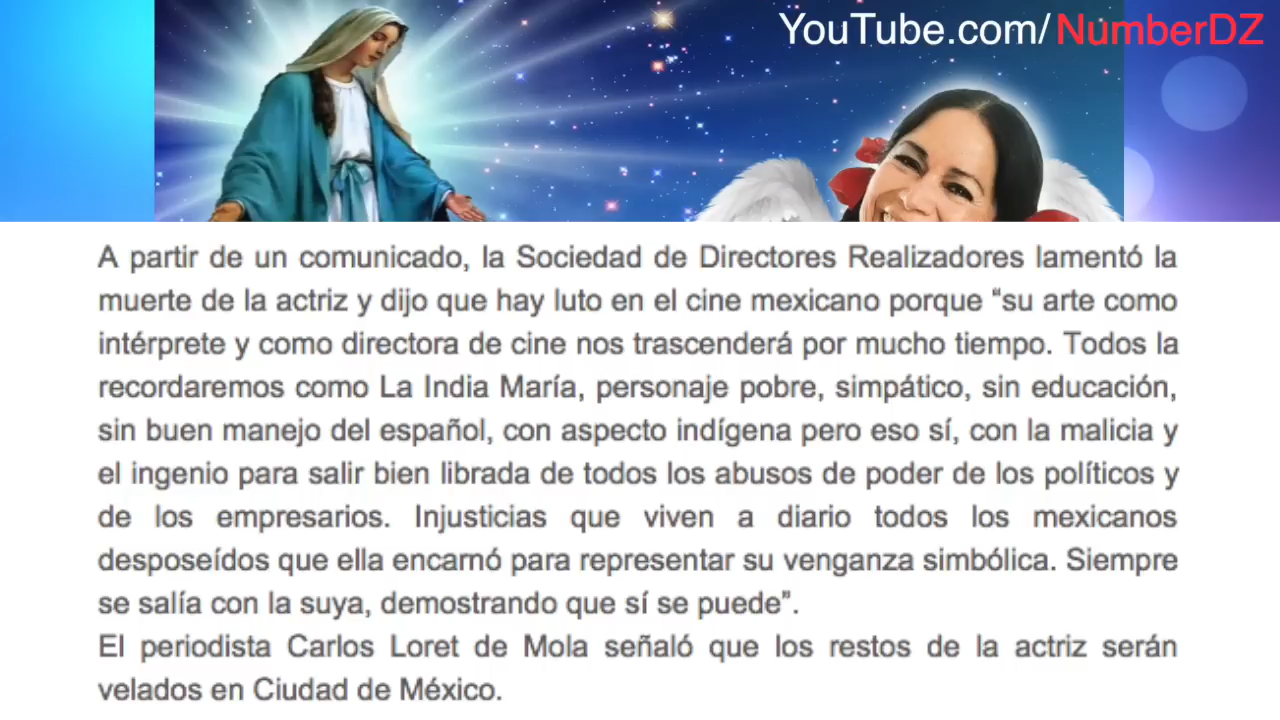 YouTube.com/NumberDZ
A partir de un comunicado, la Sociedad de Directores Realizadores lamentó la
muerte de la actriz y dijo que hay luto en el cine mexicano porque “su arte como
intérprete y como directora de cine nos trascenderá por mucho tiempo. Todos la
recordaremos como La India María, personaje pobre, simpático, sin educación,
sin buen manejo del español, con aspecto indígena pero eso sí, con la malicia y
el ingenio para salir bien librada de todos los abusos de poder de los políticos y
de los empresarios. Injusticias que viven a diario todos los mexicanos
desposeídos que ella encarnó para representar su venganza simbólica. Siempre
se salía con la suya, demostrando que sí se puede”.
El periodista Carlos Loret de Mola señaló que los restos de la actriz serán
velados en Ciudad de México.